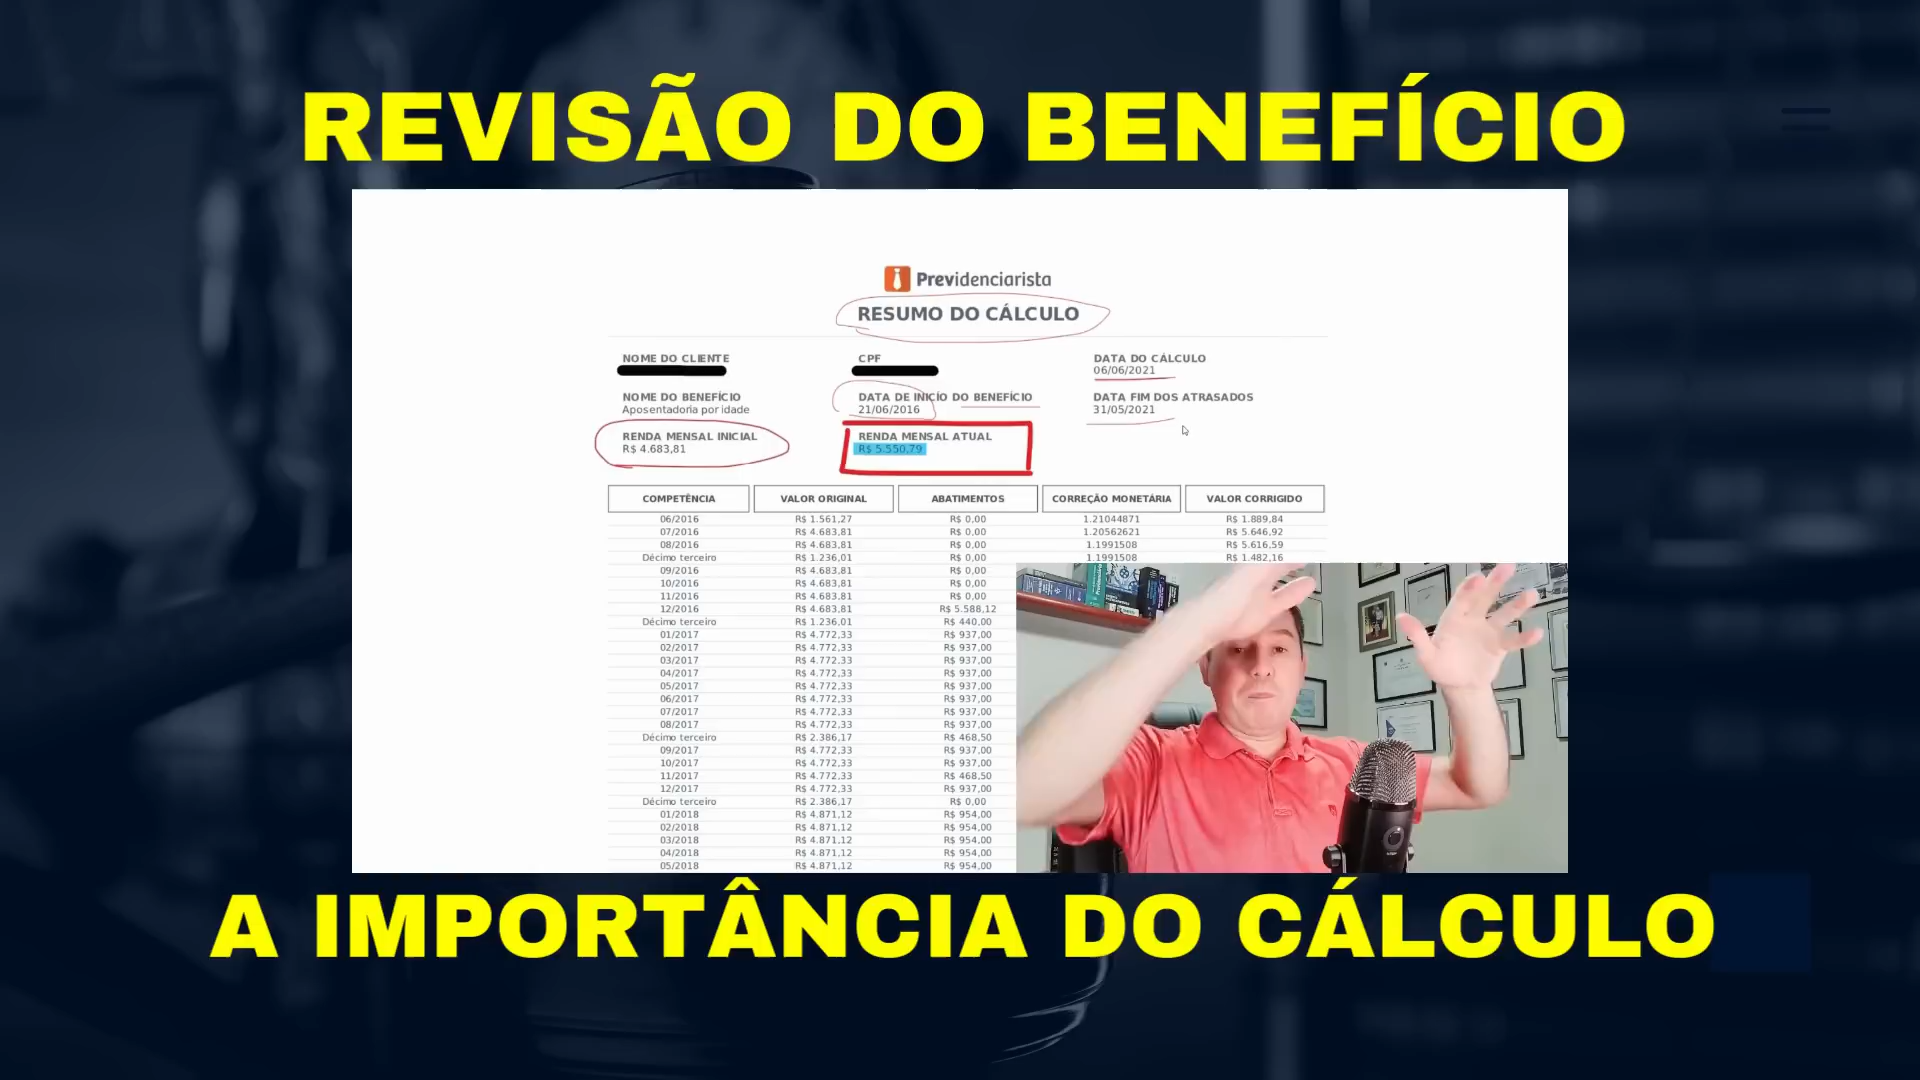 REVISÃO DO BENEFÍCIO
Previdenciarista
RESUMO DO CÁLCULO
NOME DO CLIENTE CPF DATA DO CÁLCULO
06/06/2021
NOME DO BENEFÍCIO DATA DE INICÍO DO BENEFÍCIO DATA FIM DOS ATRASADOS
Aposentadoria por idade 21/06/2016 31/05/2021
RENDA MENSAL INICIAL RENDA MENSAL ATUAL
R$ 4.683,81 R$ 5.550,79
COMPETÊNCIA VALOR ORIGINAL ABATIMENTOS CORREÇÃO MONETÁRIA VALOR CORRIGIDO
06/2016 R$ 1.561,27 R$ 0,00 1.21044871 R$ 1.889,84
07/2016 R$ 4.683,81 R$ 0,00 1.20562621 R$ 5.646,92
08/2016 R$ 4.683,81 R$ 0,00 1.1991508 R$ 5.616,59
Décimo terceiro R$ 1.236,01 R$ 0,00 1.1991508 R$ 1.482,16
09/2016 R$ 4.683,81 R$ 0,00
10/2016 R$ 4.683,81 R$ 0,00
11/2016 R$ 4.683,81 R$ 0,00
12/2016 R$ 4.683,81 R$ 5.588,12
Décimo terceiro R$ 1.236,01 R$ 440,00
01/2017 R$ 4.772,33 R$ 937,00
02/2017 R$ 4.772,33 R$ 937,00
03/2017 R$ 4.772,33 R$ 937,00
04/2017 R$ 4.772,33 R$ 937,00
05/2017 R$ 4.772,33 R$ 937,00
06/2017 R$ 4.772,33 R$ 937,00
07/2017 R$ 4.772,33 R$ 937,00
08/2017 R$ 4.772,33 R$ 937,00
Décimo terceiro R$ 2.386,17 R$ 468,50
09/2017 R$ 4.772,33 R$ 937,00
10/2017 R$ 4.772,33 R$ 937,00
11/2017 R$ 4.772,33 R$ 468,50
12/2017 R$ 4.772,33 R$ 937,00
Décimo terceiro R$ 2.386,17 R$ 0,00
01/2018 R$ 4.871,12 R$ 954,00
02/2018 R$ 4.871,12 R$ 954,00
03/2018 R$ 4.871,12 R$ 954,00
04/2018 R$ 4.871,12 R$ 954,00
05/2018 R$ 4.871,12 R$ 954,00
A IMPORTÂNCIA DO CÁLCULO